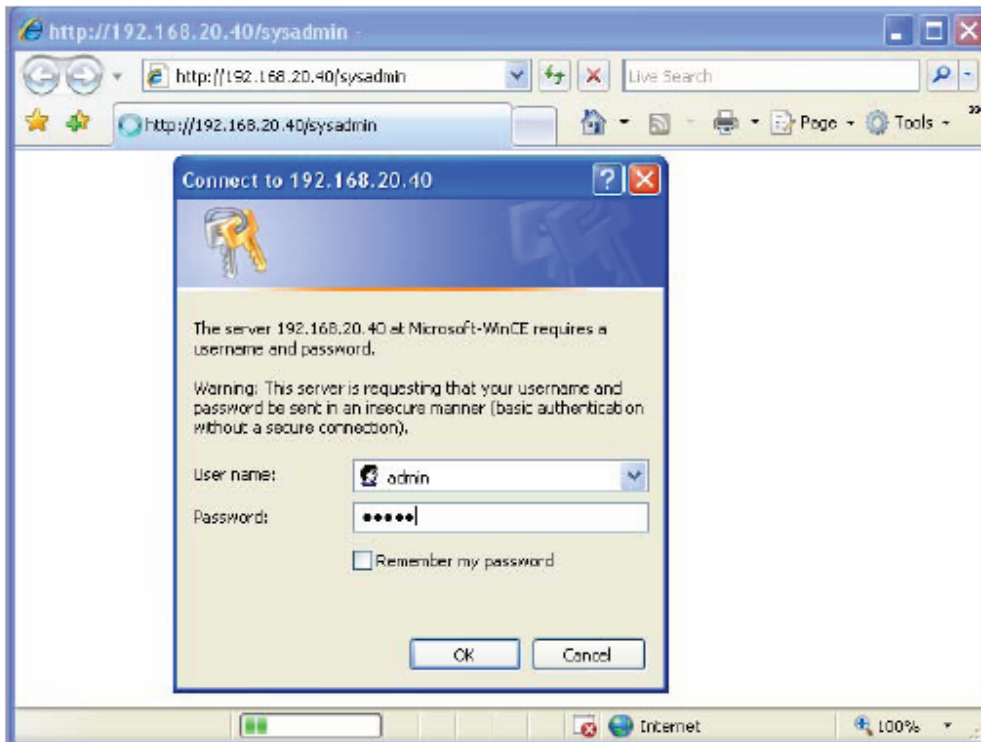 http://192.168.20.40/sysadmin -
http://192.168.20.40/sysadmin
Live Search
http://192.168.20.40/sysadmin
Page
Tools
Connect to 192.168.20.40
The server 192.168.20.40 at Microsoft-WinCE requires a
username and password.
Warning: This server is requesting that your username and
password be sent in an insecure manner (basic authentication
without a secure connection).
User name:
admin
Password:
•••••
Remember my password
OK
Cancel
Internet
100%